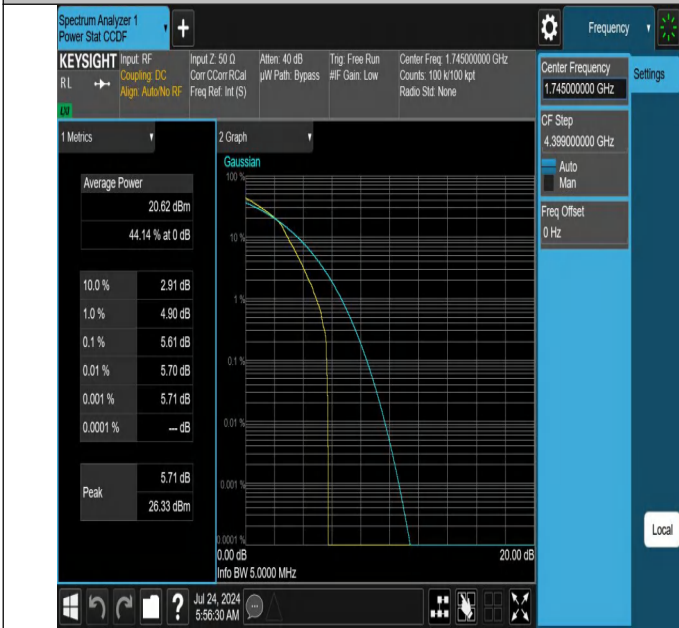 Spectrum Analyzer 1
Power Stat CCDF
+
Frequency
KEYSIGHT
RL
LXI
Input: RF
Coupling: DC
Align: Auto/No RF
Input Z: 50 Ω
Corr CCorr RCal
Freq Ref: Int (S)
Atten: 40 dB
µW Path: Bypass
Trig: Free Run
#IF Gain: Low
Center Freq: 1.745000000 GHz
Counts: 100 k/100 kpt
Radio Std: None
Center Frequency
1.745000000 GHz
Settings
CF Step
4.399000000 GHz
Auto
Man
Freq Offset
0 Hz
1 Metrics
Average Power
20.62 dBm
44.14 % at 0 dB
10.0 % 2.91 dB
1.0 % 4.90 dB
0.1 % 5.61 dB
0.01 % 5.70 dB
0.001 % 5.71 dB
0.0001 % --- dB
Peak
5.71 dB
26.33 dBm
2 Graph
Gaussian
100 %
10 %
1 %
0.1 %
0.01 %
0.001 %
0.0001 %
0.00 dB 20.00 dB
Info BW 5.0000 MHz
Local
?
Jul 24, 2024
5:56:30 AM